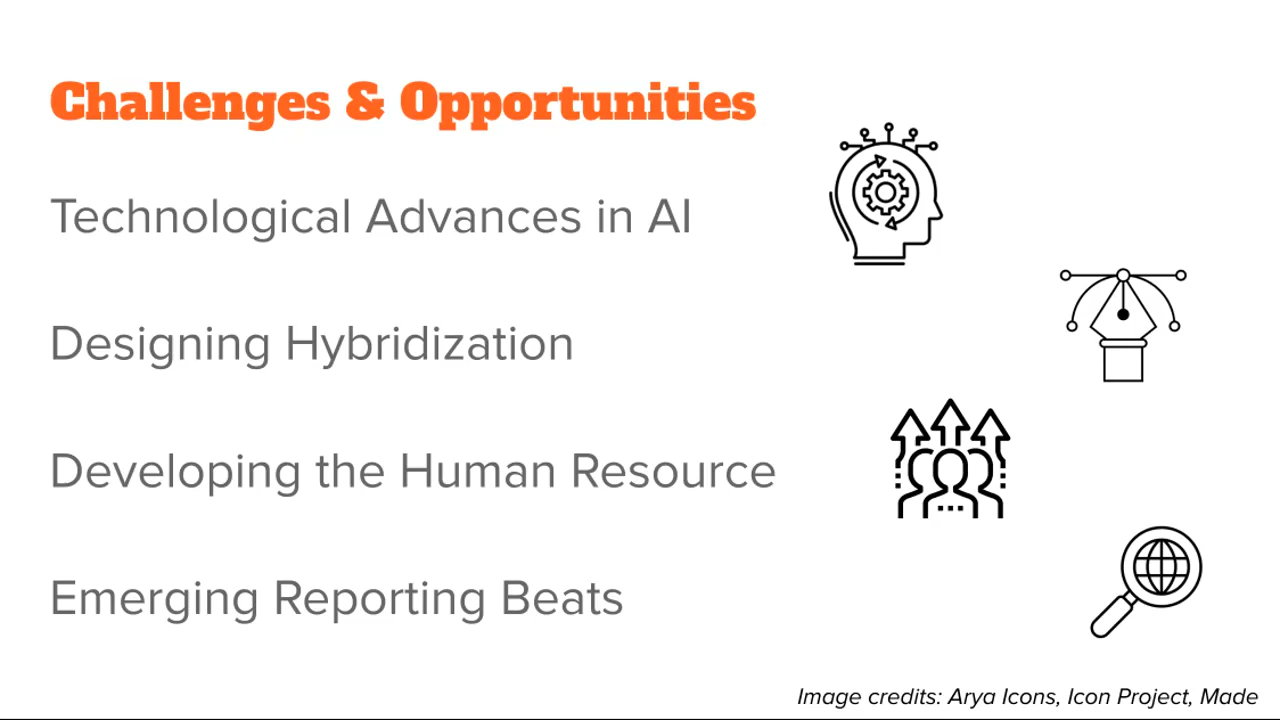 Challenges & Opportunities
Technological Advances in AI
Designing Hybridization
Developing the Human Resource
Emerging Reporting Beats
Image credits: Arya Icons, Icon Project, Made